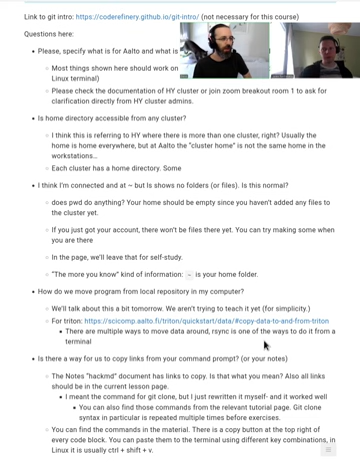 Link to git intro: https://coderefinery.github.io/git-intro/ (not necessary for this course)
Questions here:
• Please, specify what is for Aalto and what is
○ Most things shown here should work on
Linux terminal)
○ Please check the documentation of HY cluster or join zoom breakout room 1 to ask for
clarification directly from HY cluster admins.
• Is home directory accessible from any cluster?
○ I think this is referring to HY where there is more than one cluster, right? Usually the
home is home everywhere, but at Aalto the "cluster home" is not the same home in the
workstations...
○ Each cluster has a home directory. Some
• I think I'm connected and at ~ but ls shows no folders (or files). Is this normal?
○ does pwd do anything? Your home should be empty since you haven't added any files to
the cluster yet.
○ If you just got your account, there won't be files there yet. You can try making some when
you are there
○ In the page, we'll leave that for self-study.
○ "The more you know" kind of information: ~ is your home folder.
• How do we move program from local repository in my computer?
○ We'll talk about this a bit tomorrow. We aren't trying to teach it yet (for simplicity.)
○ For triton: https://scicomp.aalto.fi/triton/quickstart/data/#copy-data-to-and-from-triton
▪ There are multiple ways to move data around, rsync is one of the ways to do it from a
terminal
• Is there a way for us to copy links from your command prompt? (or your notes)
○ The Notes "hackmd" document has links to copy. Is that what you mean? Also all links
should be in the current lesson page.
▪ I meant the command for git clone, but I just rewritten it myself- and it worked well
▪ You can also find those commands from the relevant tutorial page. Git clone
syntax in particular is repeated multiple times before exercises.
○ You can find the commands in the material. There is a copy button at the top right of
every code block. You can paste them to the terminal using different key combinations, in
Linux it is usually ctrl + shift + v.